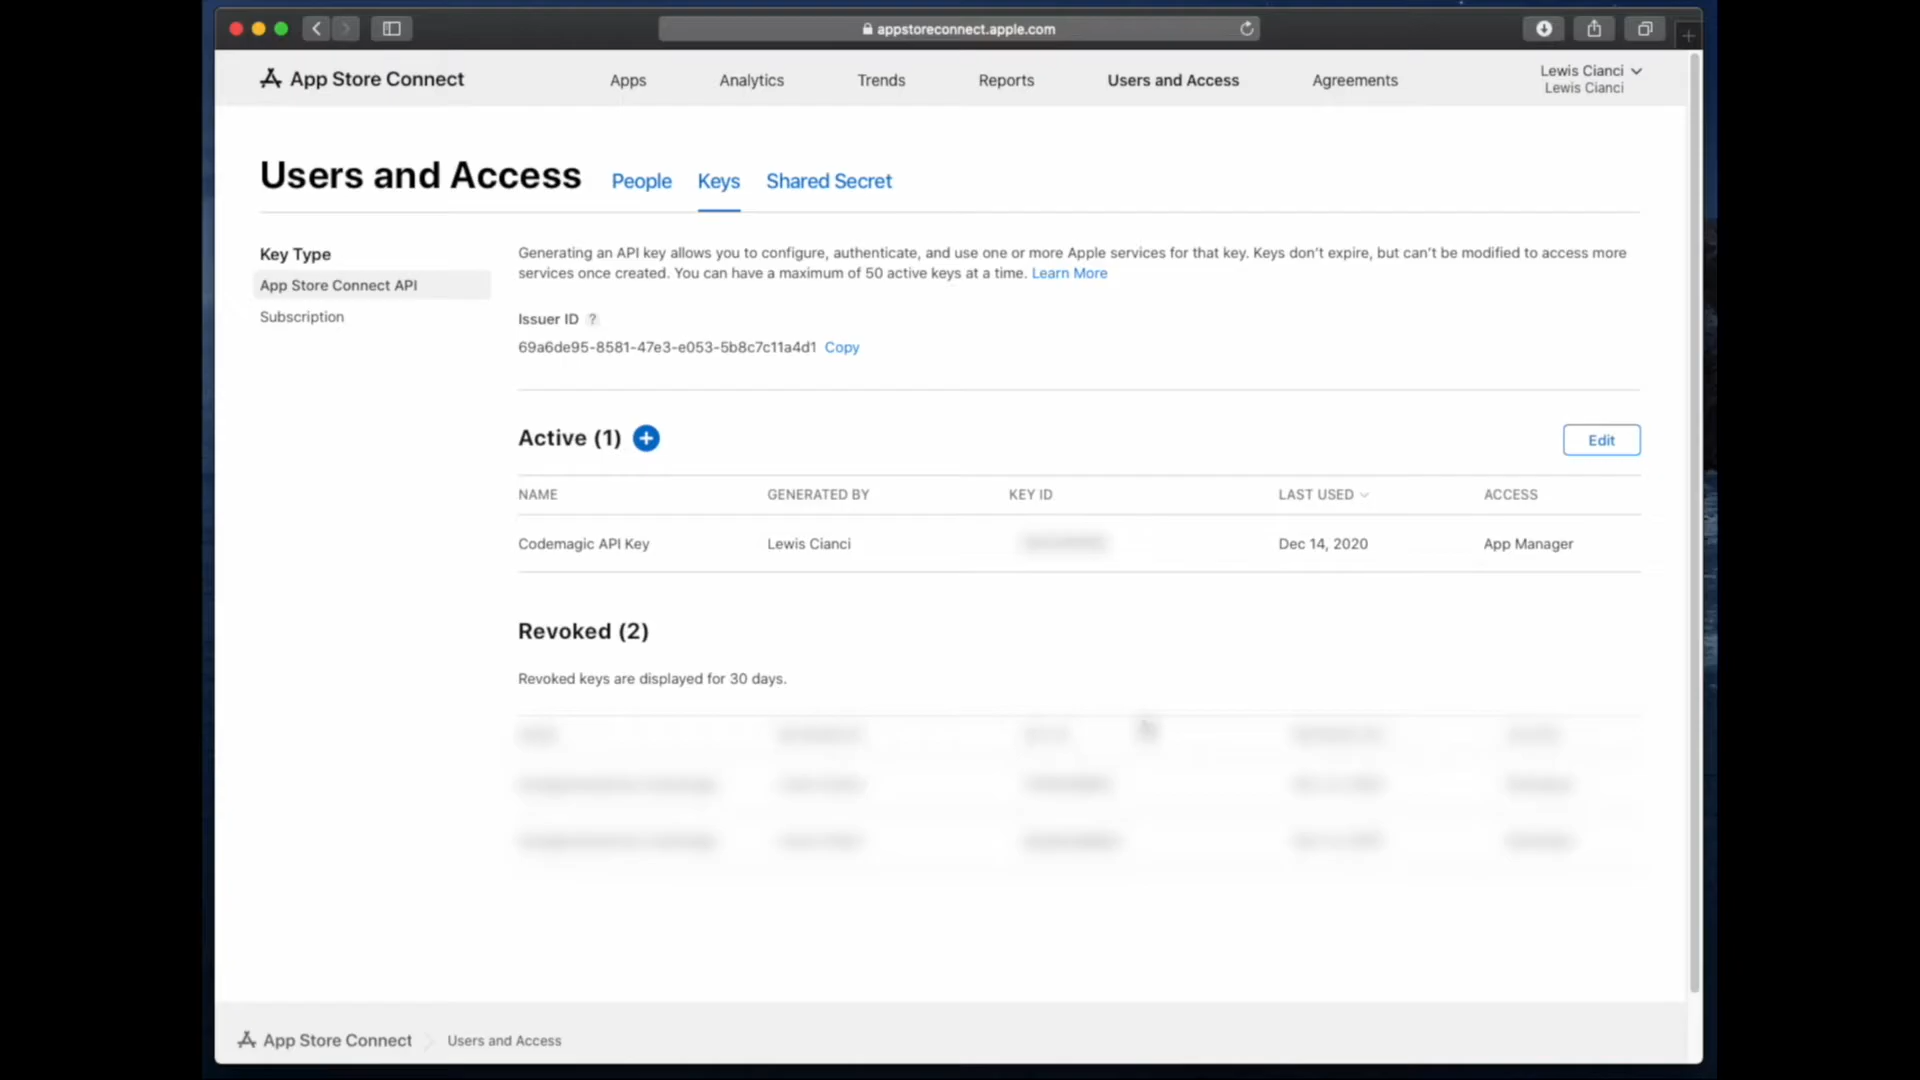 appstoreconnect.apple.com
App Store Connect
Apps
Analytics
Trends
Reports
Users and Access
Agreements
Lewis Cianci
Lewis Cianci
Users and Access
People
Keys
Shared Secret
Key Type
App Store Connect API
Subscription
Generating an API key allows you to configure, authenticate, and use one or more Apple services for that key. Keys don't expire, but can't be modified to access more
services once created. You can have a maximum of 50 active keys at a time. Learn More
Issuer ID ?
69a6de95-8581-47e3-e053-5b8c7c11a4d1 Copy
Active (1)
Edit
NAME GENERATED BY KEY ID LAST USED ACCESS
Codemagic API Key Lewis Cianci Dec 14, 2020 App Manager
Revoked (2)
Revoked keys are displayed for 30 days.
App Store Connect Users and Access